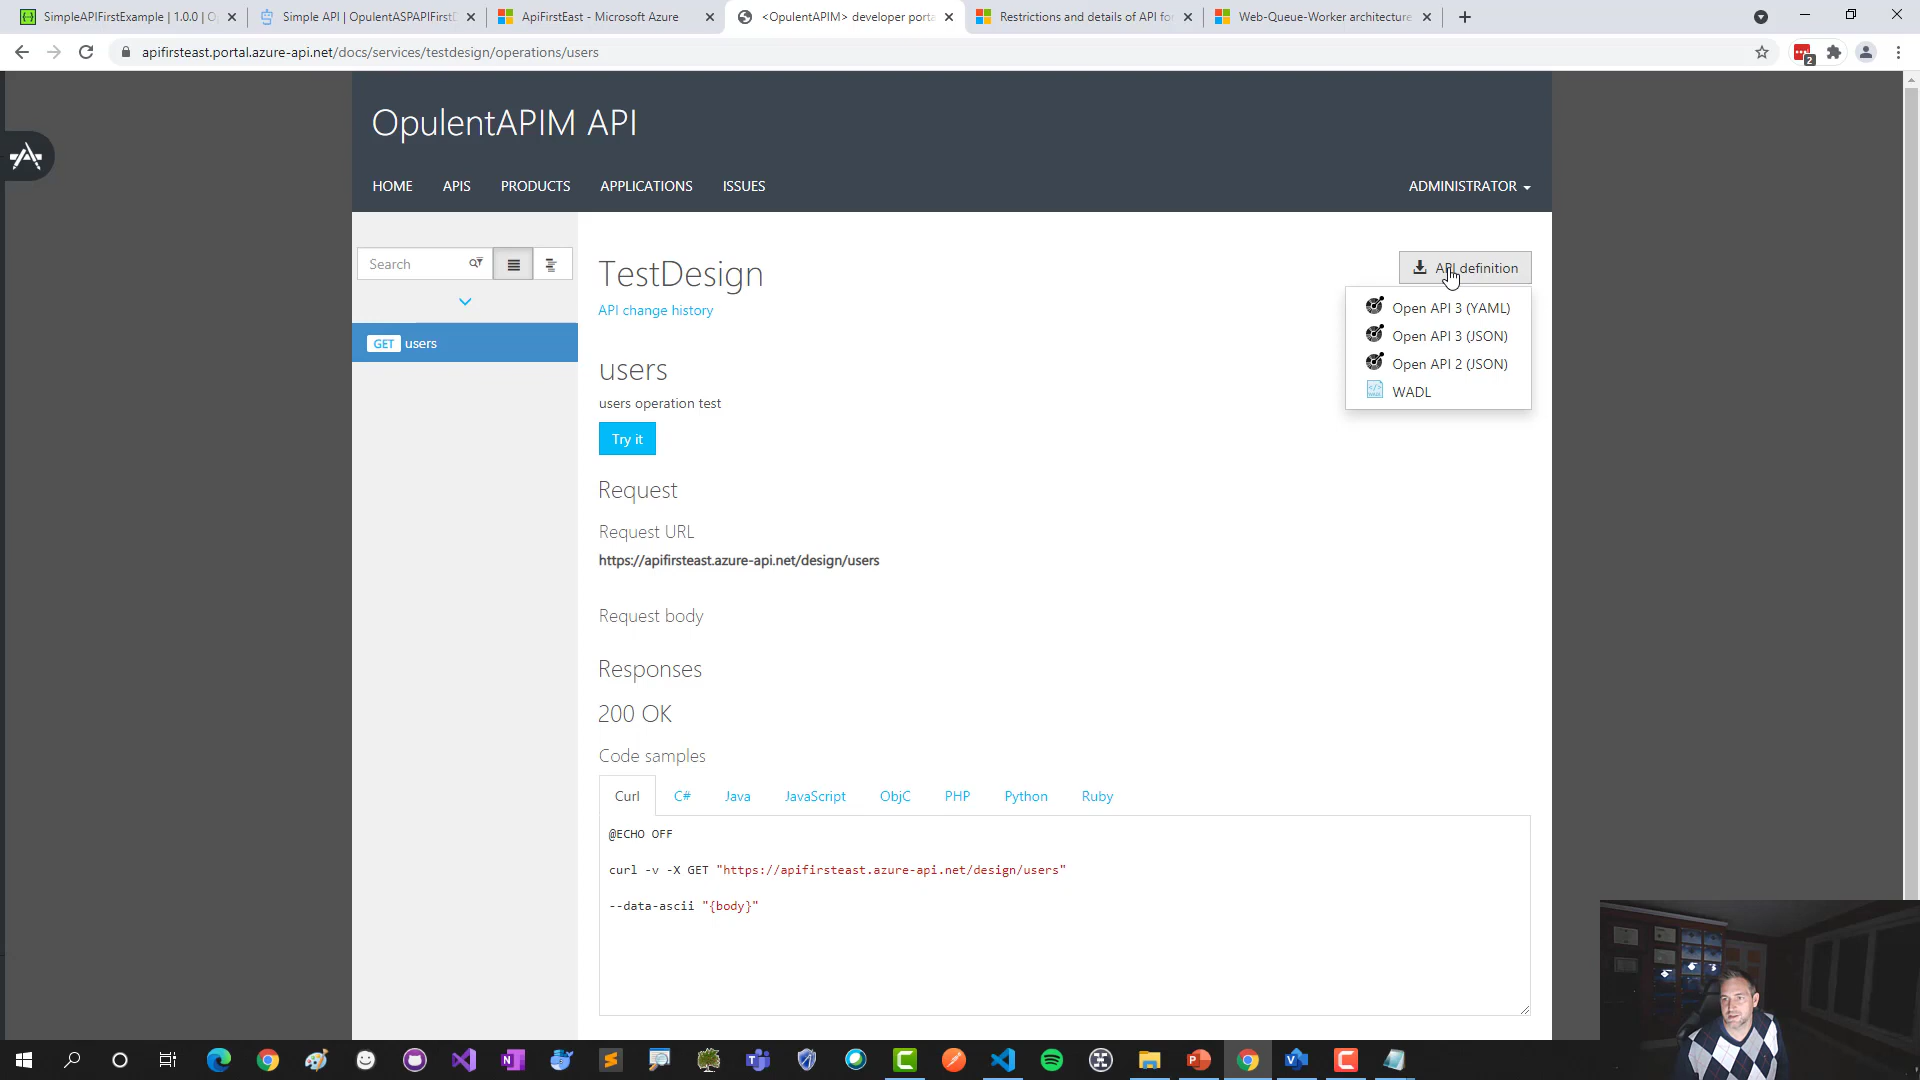 SimpleAPIFirstExample | 1.0.0 | O
Simple API | OpulentASPAPIFirstD
ApiFirstEast - Microsoft Azure
<OpulentAPIM> developer porta
Restrictions and details of API fo
Web-Queue-Worker architecture
apifirsteast.portal.azure-api.net/docs/services/testdesign/operations/users
2
OpulentAPIM API
HOME
APIS
PRODUCTS
APPLICATIONS
ISSUES
ADMINISTRATOR
Search
GET users
TestDesign
API change history
API definition
Open API 3 (YAML)
Open API 3 (JSON)
Open API 2 (JSON)
WADL
users
users operation test
Try it
Request
Request URL
https://apifirsteast.azure-api.net/design/users
Request body
Responses
200 OK
Code samples
Curl
C#
Java
JavaScript
ObjC
PHP
Python
Ruby
@ECHO OFF
curl -v -X GET "https://apifirsteast.azure-api.net/design/users"
--data-ascii "{body}"